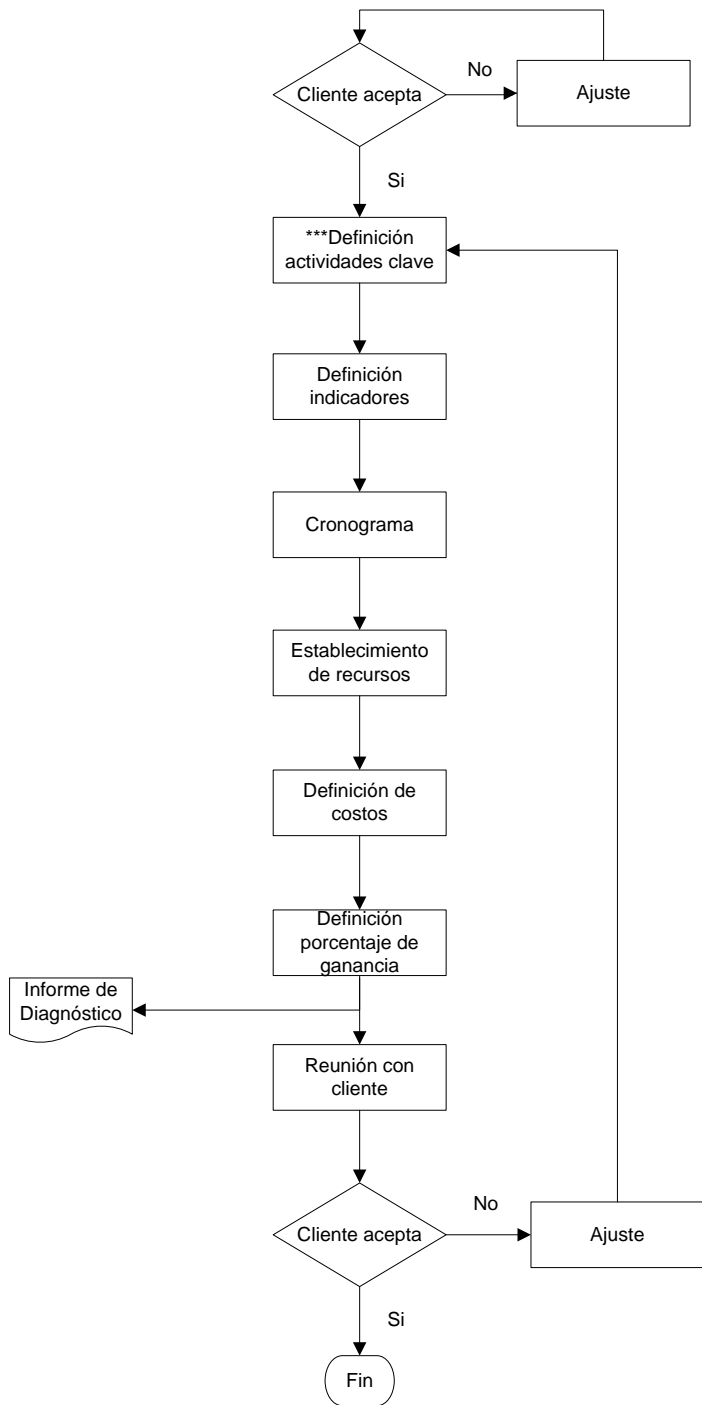 Cliente acepta
No
Ajuste
Si
***Definición
actividades clave
Definición
indicadores
Cronograma
Establecimiento
de recursos
Definición de
costos
Definición
porcentaje de
ganancia
Informe de
Diagnóstico
Reunión con
cliente
Cliente acepta
No
Ajuste
Si
Fin